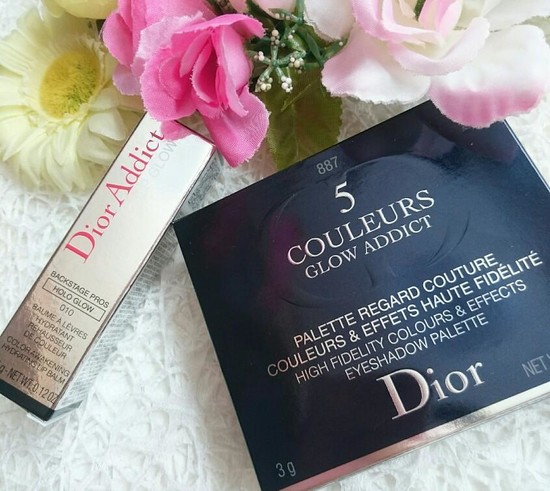 Dior Addict
GLOW
BACKSTAGE PROS
HOLO GLOW
010
BAUME À LÈVRES
HYDRATANT
REHAUSSEUR
DE COULEUR
COLOR AWAKENING
HYDRATING LIP BALM
NET WT 0.12 OZ
887
5
COULEURS
GLOW ADDICT
PALETTE REGARD COUTURE
COULEURS & EFFETS HAUTE FIDÉLITÉ
HIGH FIDELITY COLOURS & EFFECTS
EYESHADOW PALETTE
Dior
3 g
NET